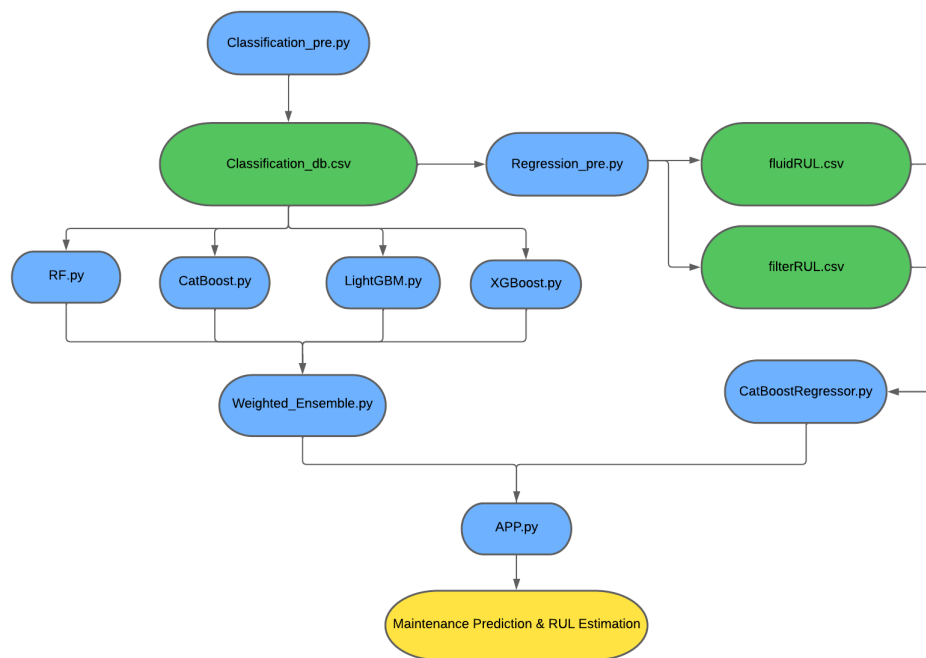 Classification_pre.py
Classification_db.csv
Regression_pre.py
fluidRUL.csv
filterRUL.csv
RF.py
CatBoost.py
LightGBM.py
XGBoost.py
Weighted_Ensemble.py
CatBoostRegressor.py
APP.py
Maintenance Prediction & RUL Estimation